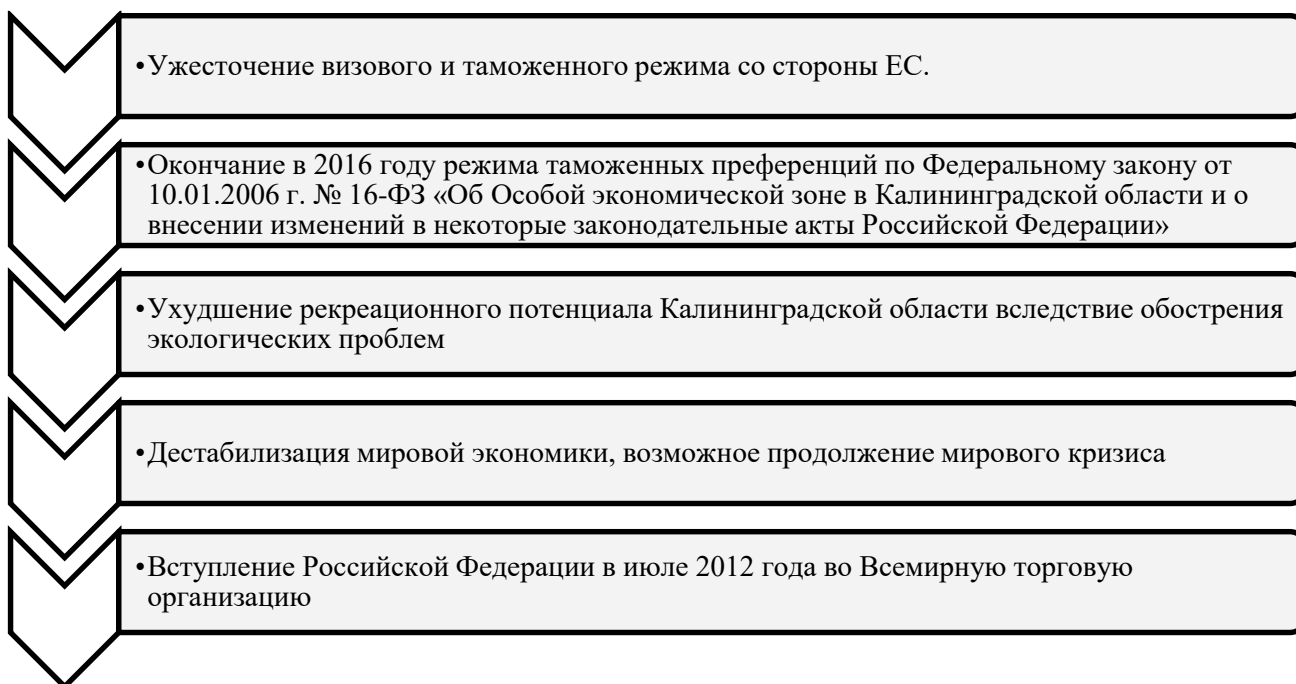 •Ужесточение визового и таможенного режима со стороны ЕС.
•Окончание в 2016 году режима таможенных преференций по Федеральному закону от
10.01.2006 г. № 16-ФЗ «Об Особой экономической зоне в Калининградской области и о
внесении изменений в некоторые законодательные акты Российской Федерации»
•Ухудшение рекреационного потенциала Калининградской области вследствие обострения
экологических проблем
•Дестабилизация мировой экономики, возможное продолжение мирового кризиса
•Вступление Российской Федерации в июле 2012 года во Всемирную торговую
организацию